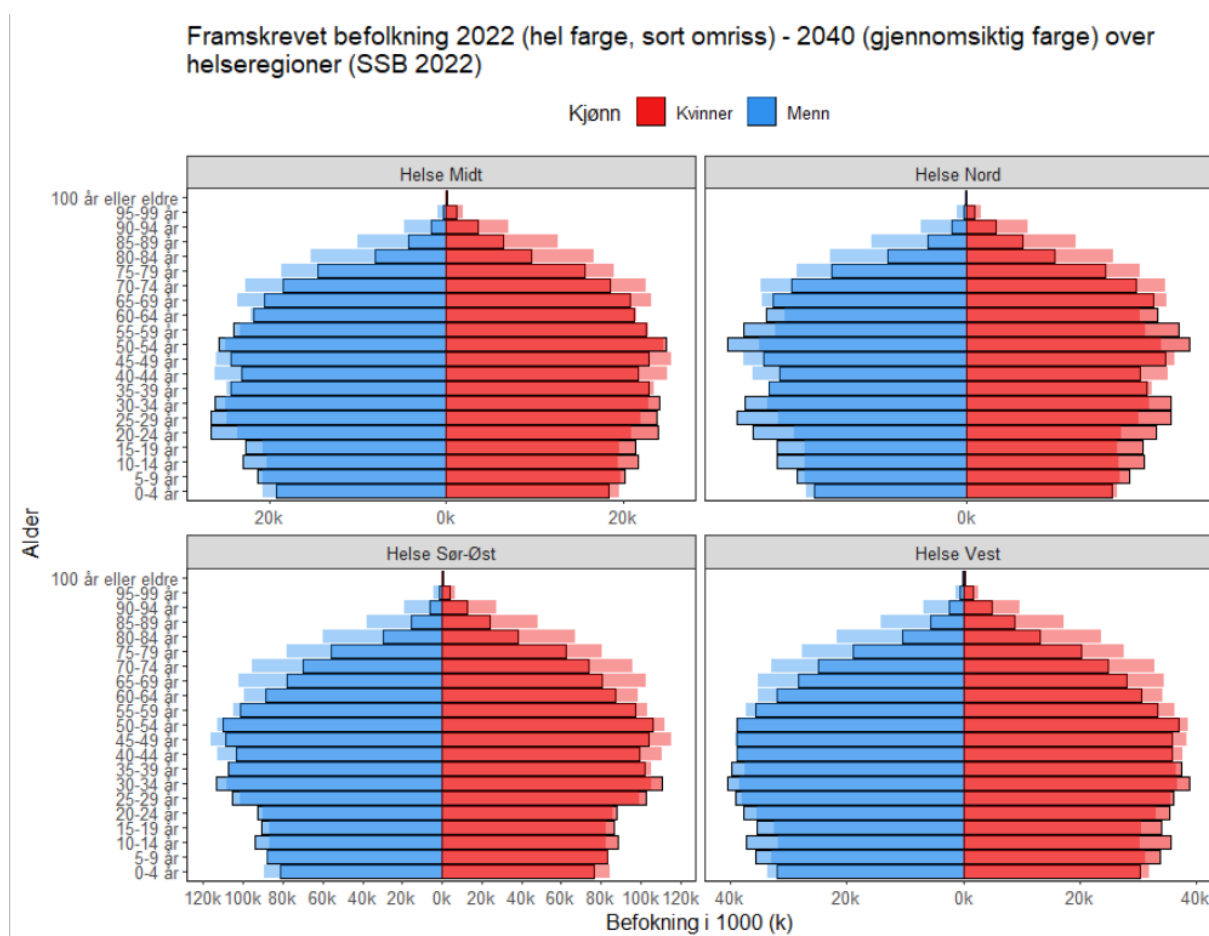 Framskrevet befolkning 2022 (hel farge, sort omriss) - 2040 (gjennomsiktig farge) over
helseregioner (SSB 2022)
Kjønn Kvinner Menn
Helse Midt Helse Nord
100 år eller eldre
95-99 år
90-94 år
85-89 år
80-84 år
75-79 år
70-74 år
65-69 år
60-64 år
55-59 år
50-54 år
45-49 år
40-44 år
35-39 år
30-34 år
25-29 år
20-24 år
15-19 år
10-14 år
5-9 år
0-4 år
20k 0k 20k 0k
Alder
Helse Sør-Øst Helse Vest
100 år eller eldre
95-99 år
90-94 år
85-89 år
80-84 år
75-79 år
70-74 år
65-69 år
60-64 år
55-59 år
50-54 år
45-49 år
40-44 år
35-39 år
30-34 år
25-29 år
20-24 år
15-19 år
10-14 år
5-9 år
0-4 år
120k 100k 80k 60k 40k 20k 0k 20k 40k 60k 80k 100k 120k 40k 20k 0k 20k 40k
Befokning i 1000 (k)